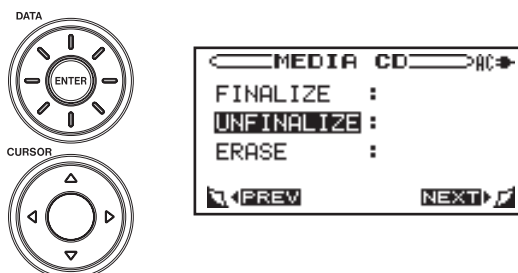 DATA
ENTER
CURSOR
MEDIA CD AC
FINALIZE :
UNFINALIZE :
ERASE :
PREV NEXT